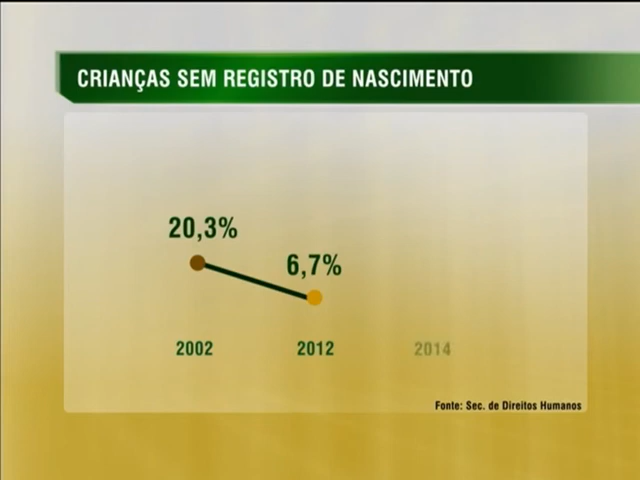 CRIANÇAS SEM REGISTRO DE NASCIMENTO
20,3%
6,7%
2002 2012 2014
Fonte: Sec. de Direitos Humanos